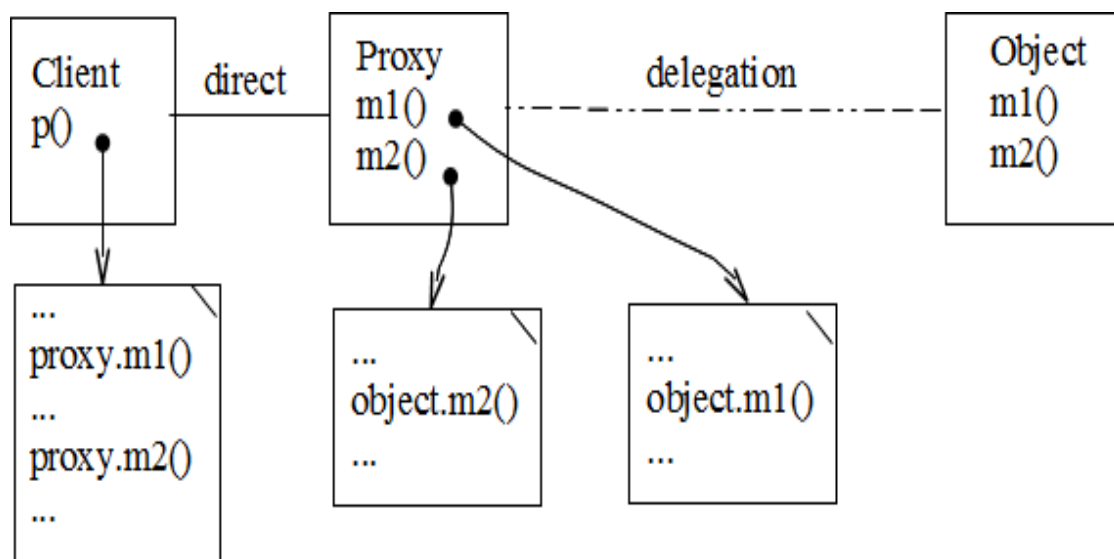 Client
p()
direct
Proxy
m1()
m2()
delegation
Object
m1()
m2()
...
proxy.m1()
...
proxy.m2()
...
...
object.m2()
...
...
object.m1()
...